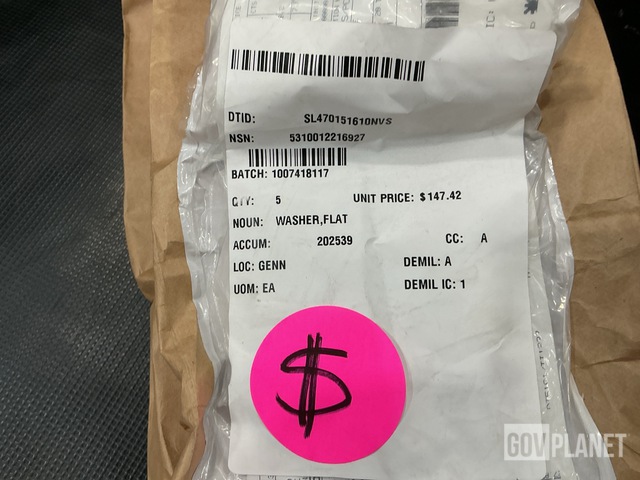 DTID: SL470151610NVS
NSN: 5310012216927
BATCH: 1007418117
QTY: 5 UNIT PRICE: $147.42
NOUN: WASHER,FLAT
ACCUM: 202539 CC: A
LOC: GENN DEMIL: A
UOM: EA DEMIL IC: 1
$
GOVPLANET